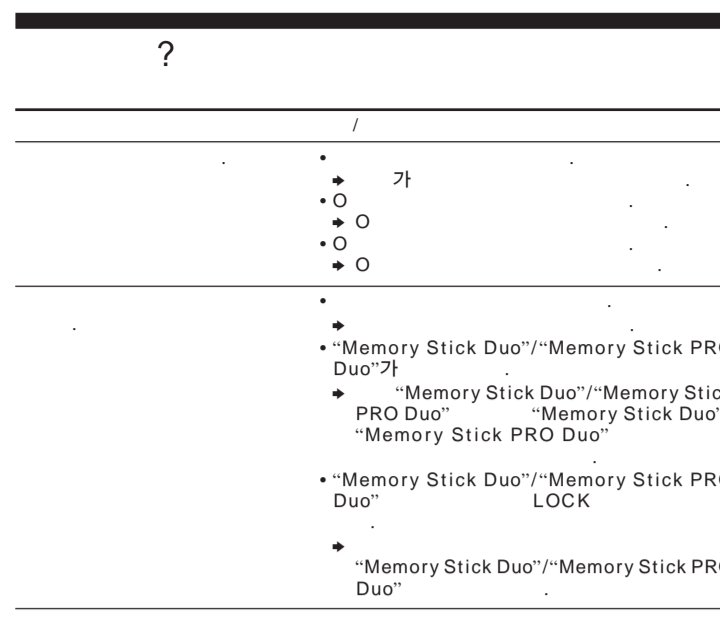 ?
/
.
• .
➡ 가 .
• O .
➡ O .
• O .
➡ O .
.
• .
➡ .
• “Memory Stick Duo”/“Memory Stick PRO
Duo”가 .
➡ “Memory Stick Duo”/“Memory Stick
PRO Duo” “Memory Stick Duo”
“Memory Stick PRO Duo”
.
• “Memory Stick Duo”/“Memory Stick PRO
Duo” LOCK
.
➡
“Memory Stick Duo”/“Memory Stick PRO
Duo” .